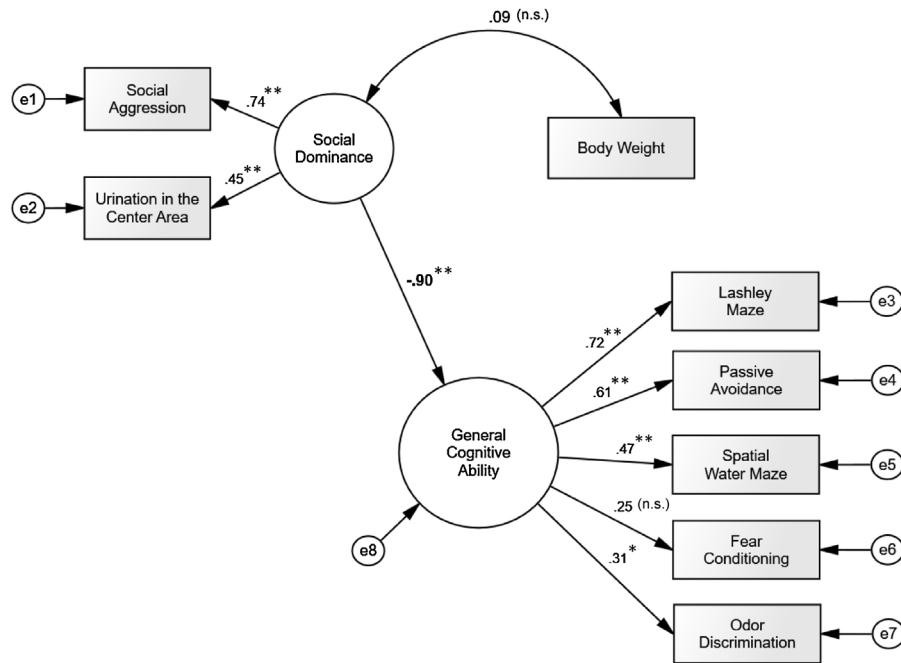 .09 (n.s.)
e1
Social
Aggression
.74**
Social
Dominance
Body Weight
e2
Urination in the
Center Area
.45**
-.90**
Lashley
Maze
e3
.72**
Passive
Avoidance
e4
.61**
General
Cognitive
Ability
.47**
Spatial
Water Maze
e5
.25 (n.s.)
e8
Fear
Conditioning
e6
.31*
Odor
Discrimination
e7